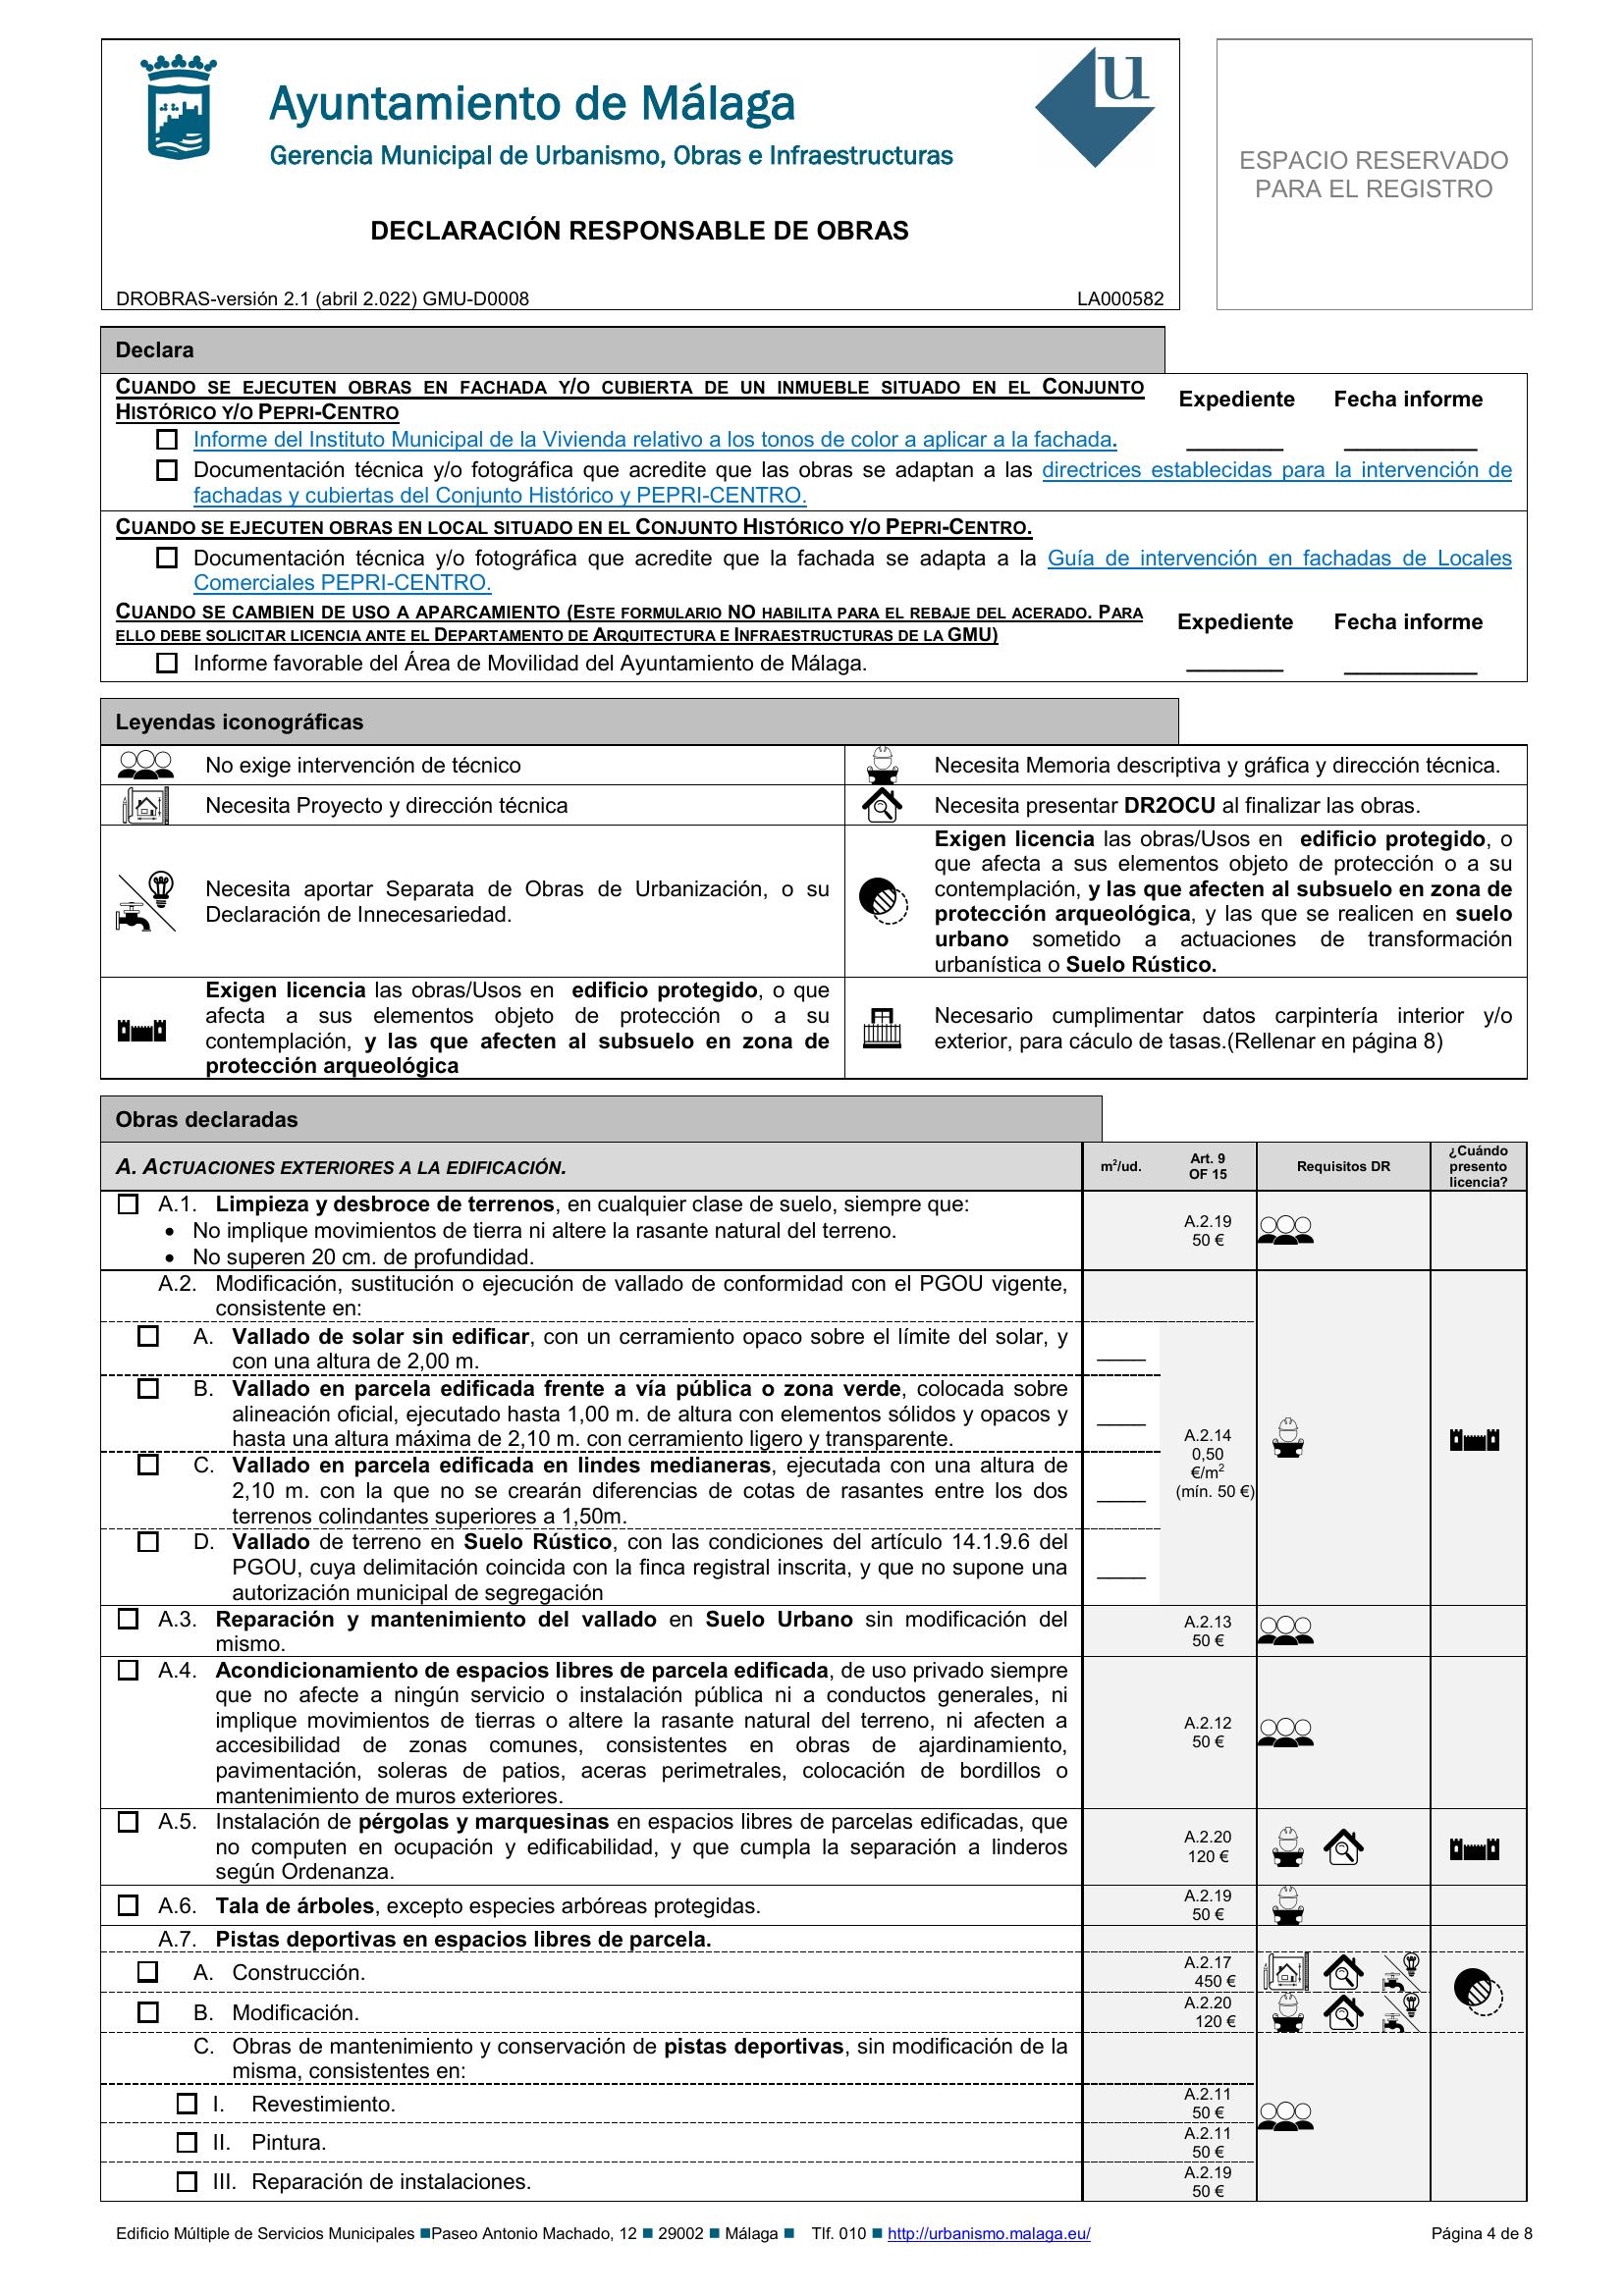 Ayuntamiento de Málaga
Gerencia Municipal de Urbanismo, Obras e Infraestructuras
u
DECLARACIÓN RESPONSABLE DE OBRAS
DROBRAS-versión 2.1 (abril 2.022) GMU-D0008
LA000582
ESPACIO RESERVADO
PARA EL REGISTRO
Declara
CUANDO SE EJECUTEN OBRAS EN FACHADA Y/O CUBIERTA DE UN INMUEBLE SITUADO EN EL CONJUNTO
HISTÓRICO Y/O PEPRI-CENTRO
Expediente Fecha informe
Informe del Instituto Municipal de la Vivienda relativo a los tonos de color a aplicar a la fachada.
Documentación técnica y/o fotográfica que acredite que las obras se adaptan a las directrices establecidas para la intervención de
fachadas y cubiertas del Conjunto Histórico y PEPRI-CENTRO.
CUANDO SE EJECUTEN OBRAS EN LOCAL SITUADO EN EL CONJUNTO HISTÓRICO Y/O PEPRI-CENTRO.
Documentación técnica y/o fotográfica que acredite que la fachada se adapta a la Guía de intervención en fachadas de Locales
Comerciales PEPRI-CENTRO.
CUANDO SE CAMBIEN DE USO A APARCAMIENTO (ESTE FORMULARIO NO HABILITA PARA EL REBAJE DEL ACERADO. PARA
ELLO DEBE SOLICITAR LICENCIA ANTE EL DEPARTAMENTO DE ARQUITECTURA E INFRAESTRUCTURAS DE LA GMU)
Expediente Fecha informe
Informe favorable del Área de Movilidad del Ayuntamiento de Málaga.
Leyendas iconográficas
No exige intervención de técnico
Necesita Memoria descriptiva y gráfica y dirección técnica.
Necesita Proyecto y dirección técnica
Necesita presentar DR2OCU al finalizar las obras.
Necesita aportar Separata de Obras de Urbanización, o su
Declaración de Innecesariedad.
Exigen licencia las obras/Usos en edificio protegido, o
que afecta a sus elementos objeto de protección o a su
contemplación, y las que afecten al subsuelo en zona de
protección arqueológica, y las que se realicen en suelo
urbano sometido a actuaciones de transformación
urbanística o Suelo Rústico.
Exigen licencia las obras/Usos en edificio protegido, o que
afecta a sus elementos objeto de protección o a su
contemplación, y las que afecten al subsuelo en zona de
protección arqueológica
Necesario cumplimentar datos carpintería interior y/o
exterior, para cáculo de tasas.(Rellenar en página 8)
Obras declaradas
A. ACTUACIONES EXTERIORES A LA EDIFICACIÓN.
m²/ud.
Art. 9
OF 15
Requisitos DR
¿Cuándo
presento
licencia?
A.1. Limpieza y desbroce de terrenos, en cualquier clase de suelo, siempre que:
• No implique movimientos de tierra ni altere la rasante natural del terreno.
• No superen 20 cm. de profundidad.
A.2.19
50 €
A.2. Modificación, sustitución o ejecución de vallado de conformidad con el PGOU vigente,
consistente en:
A. Vallado de solar sin edificar, con un cerramiento opaco sobre el límite del solar, y
con una altura de 2,00 m.
B. Vallado en parcela edificada frente a vía pública o zona verde, colocada sobre
alineación oficial, ejecutado hasta 1,00 m. de altura con elementos sólidos y opacos y
hasta una altura máxima de 2,10 m. con cerramiento ligero y transparente.
C. Vallado en parcela edificada en lindes medianeras, ejecutada con una altura de
2,10 m. con la que no se crearán diferencias de cotas de rasantes entre los dos
terrenos colindantes superiores a 1,50m.
D. Vallado de terreno en Suelo Rústico, con las condiciones del artículo 14.1.9.6 del
PGOU, cuya delimitación coincida con la finca registral inscrita, y que no supone una
autorización municipal de segregación
A.2.14
0,50
€/m²
(mín. 50 €)
A.3. Reparación y mantenimiento del vallado en Suelo Urbano sin modificación del
mismo.
A.2.13
50 €
A.4. Acondicionamiento de espacios libres de parcela edificada, de uso privado siempre
que no afecte a ningún servicio o instalación pública ni a conductos generales, ni
implique movimientos de tierras o altere la rasante natural del terreno, ni afecten a
accesibilidad de zonas comunes, consistentes en obras de ajardinamiento,
pavimentación, soleras de patios, aceras perimetrales, colocación de bordillos o
mantenimiento de muros exteriores.
A.2.12
50 €
A.5. Instalación de pérgolas y marquesinas en espacios libres de parcelas edificadas, que
no computen en ocupación y edificabilidad, y que cumpla la separación a linderos
según Ordenanza.
A.2.20
120 €
A.6. Tala de árboles, excepto especies arbóreas protegidas.
A.2.19
50 €
A.7. Pistas deportivas en espacios libres de parcela.
A. Construcción.
A.2.17
450 €
B. Modificación.
A.2.20
120 €
C. Obras de mantenimiento y conservación de pistas deportivas, sin modificación de la
misma, consistentes en:
I. Revestimiento.
A.2.11
50 €
II. Pintura.
A.2.11
50 €
III. Reparación de instalaciones.
A.2.19
50 €
Edificio Múltiple de Servicios Municipales ■Paseo Antonio Machado, 12 ■ 29002 ■ Málaga ■ Tlf. 010 ■ http://urbanismo.malaga.eu/
Página 4 de 8